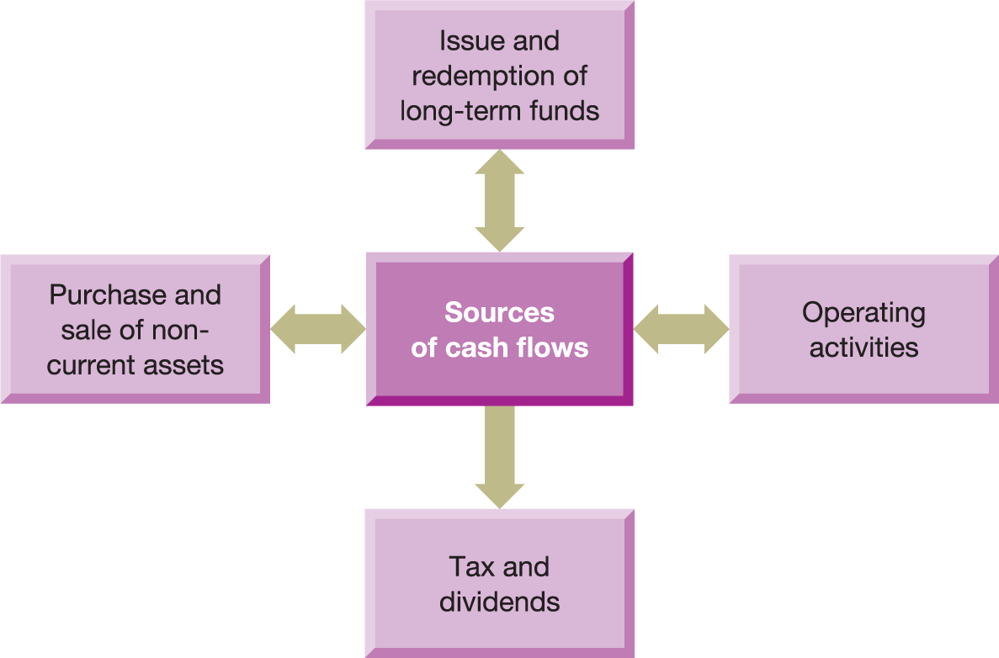 Issue and
redemption of
long-term funds
Purchase and
sale of non-
current assets
Sources
of cash flows
Operating
activities
Tax and
dividends